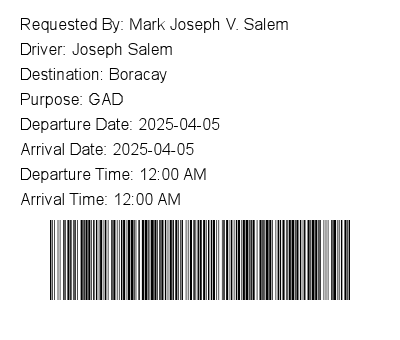 Requested By: Mark Joseph V. Salem
Driver: Joseph Salem
Destination: Boracay
Purpose: GAD
Departure Date: 2025-04-05
Arrival Date: 2025-04-05
Departure Time: 12:00 AM
Arrival Time: 12:00 AM